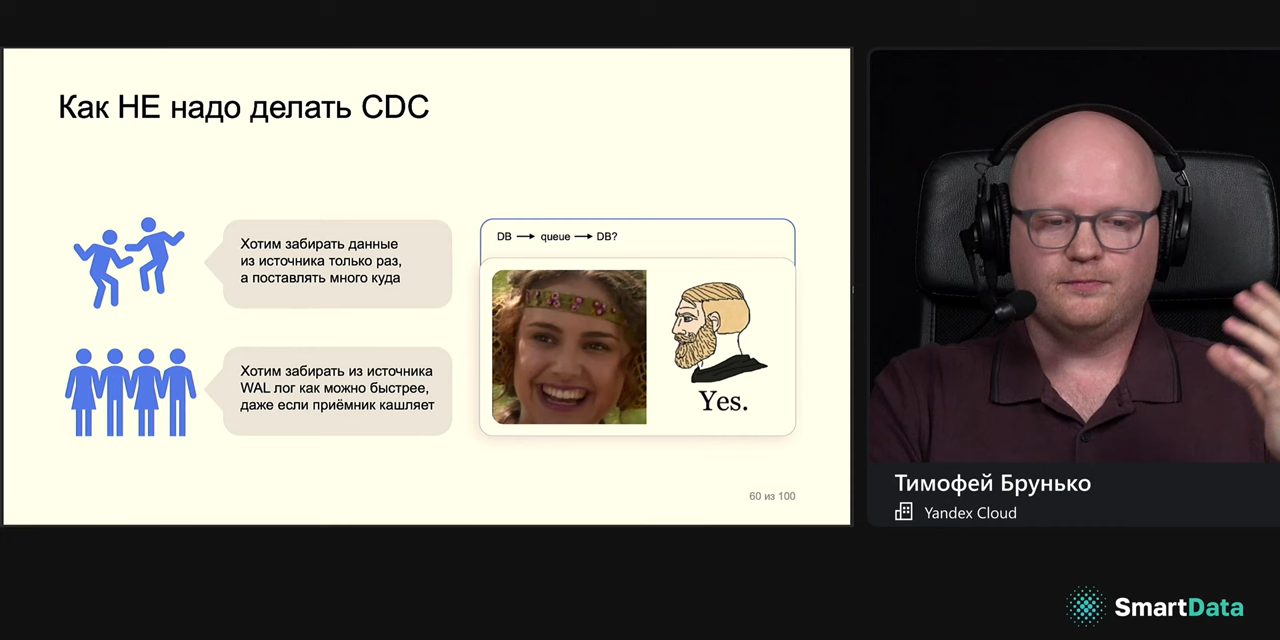 Как НЕ надо делать CDC
Хотим забирать данные
из источника только раз,
а поставлять много куда
Хотим забирать из источника
WAL лог как можно быстрее,
даже если приёмник кашляет
DB → queue → DB?
Yes.
60 из 100
Тимофей Брунько
Yandex Cloud
SmartData